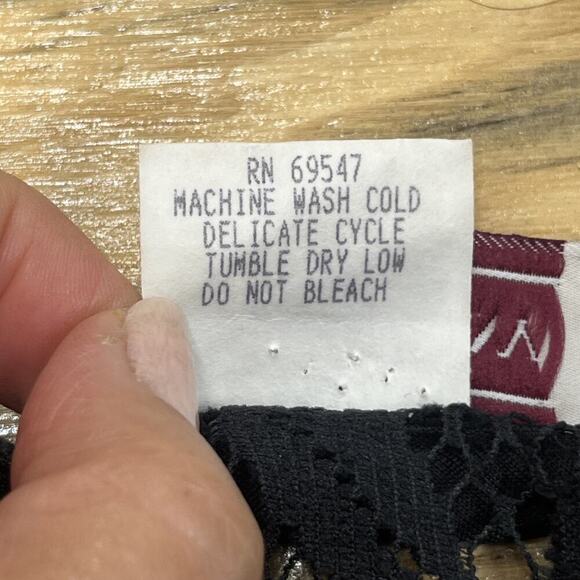 RN 69547
MACHINE WASH COLD
DELICATE CYCLE
TUMBLE DRY LOW
DO NOT BLEACH